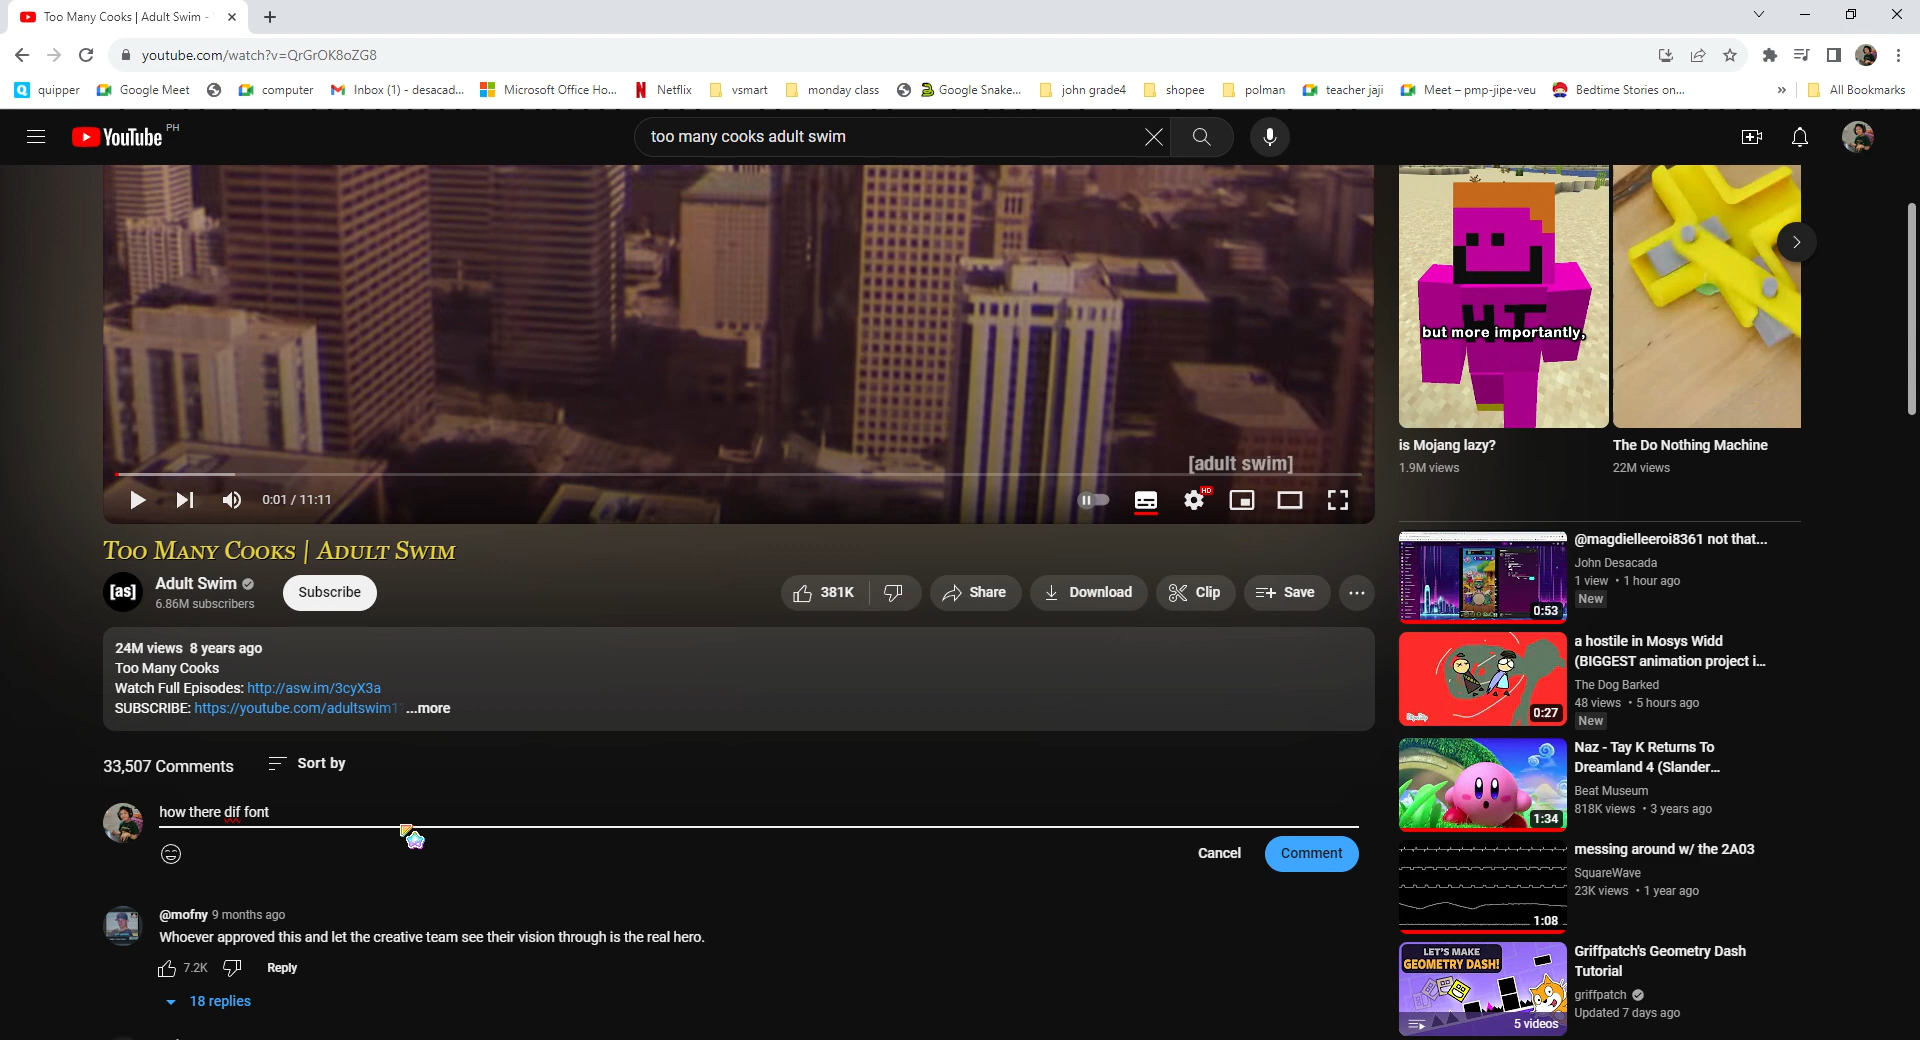 Too Many Cooks | Adult Swim -
youtube.com/watch?v=QrGrOK8oZG8
quipper
Google Meet
computer
Inbox (1) - desacad...
Microsoft Office Ho...
Netflix
vsmart
monday class
Google Snake...
john grade4
shopee
polman
teacher jaji
Meet – pmp-jipe-veu
Bedtime Stories on...
»
All Bookmarks
YouTube PH
too many cooks adult swim
but more importantly,
[adult swim]
0:01 / 11:11
HD
is Mojang lazy?
1.9M views
The Do Nothing Machine
22M views
Too Many Cooks | Adult Swim
[as]
Adult Swim
6.86M subscribers
Subscribe
381K
Share
Download
Clip
Save
24M views 8 years ago
Too Many Cooks
Watch Full Episodes: http://asw.im/3cyX3a
SUBSCRIBE: https://youtube.com/adultswim1 ...more
33,507 Comments
Sort by
how there dif font
Cancel
Comment
@mofny 9 months ago
Whoever approved this and let the creative team see their vision through is the real hero.
7.2K
Reply
18 replies
0:53
@magdielleeroi8361 not that...
John Desacada
1 view • 1 hour ago
New
0:27
a hostile in Mosys Widd
(BIGGEST animation project i...
The Dog Barked
48 views • 5 hours ago
New
1:34
Naz - Tay K Returns To
Dreamland 4 (Slander...
Beat Museum
818K views • 3 years ago
1:08
messing around w/ the 2A03
SquareWave
23K views • 1 year ago
LET'S MAKE
GEOMETRY DASH!
5 videos
Griffpatch's Geometry Dash
Tutorial
griffpatch
Updated 7 days ago